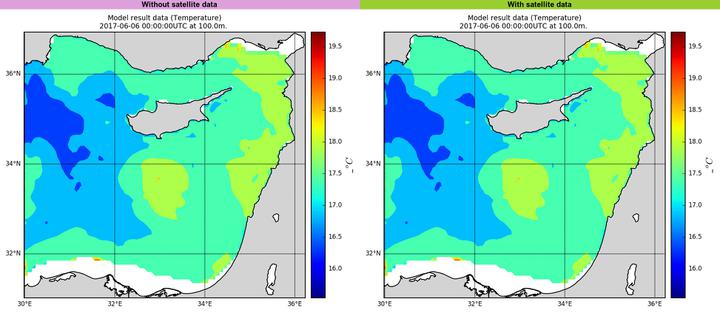 Without satellite data
Model result data (Temperature)
2017-06-06 00:00:00UTC at 100.0m.
36°N
34°N
32°N
30°E
32°E
34°E
36°E
19.5
19.0
18.5
18.0
17.5
17.0
16.5
16.0
°C
With satellite data
Model result data (Temperature)
2017-06-06 00:00:00UTC at 100.0m.
36°N
34°N
32°N
30°E
32°E
34°E
36°E
19.5
19.0
18.5
18.0
17.5
17.0
16.5
16.0
°C